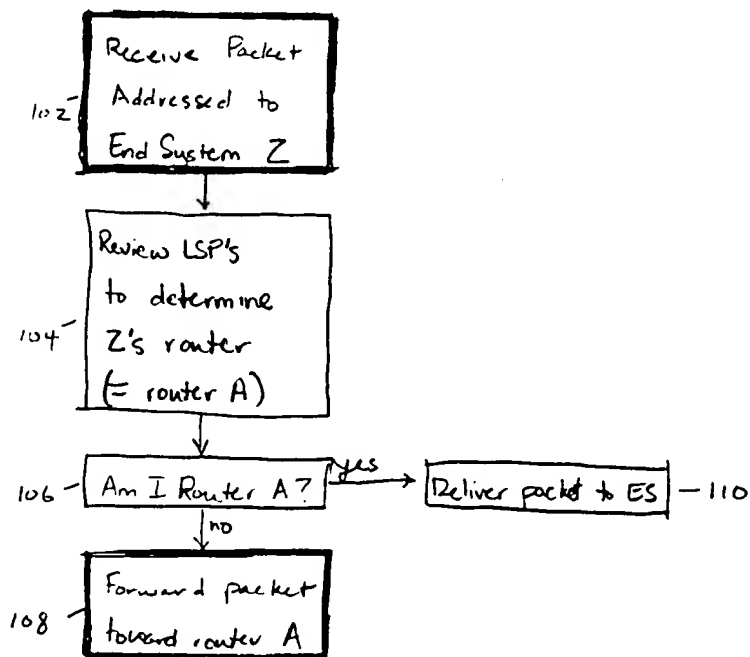 Receive Packet
Addressed to
End System Z
102
Review LSP's
to determine
Z's router
(= router A)
104
106
Am I Router A?
yes
Deliver packet to ES
110
no
Forward packet
toward router A
108